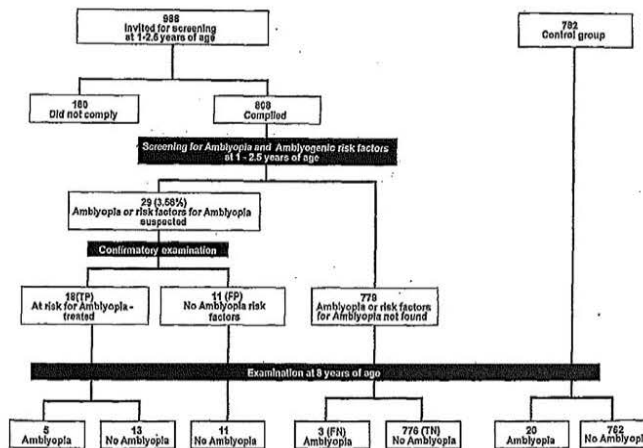 988
Invited for screening
at 1-2.5 years of age
782
Control group
180
Did not comply
808
Complied
Screening for Amblyopia and Amblyogenic risk factors
at 1 - 2.5 years of age
29 (3.58%)
Amblyopia or risk factors for Amblyopia
suspected
Confirmatory examination
18(TP)
At risk for Amblyopia -
treated
11 (FP)
No Amblyopia risk
factors
779
Amblyopia or risk factors
for Amblyopia not found
Examination at 8 years of age
5
Amblyopia
13
No Amblyopia
11
No Amblyopia
3 (FN)
Amblyopia
776 (TN)
No Amblyopia
20
Amblyopia
762
No Amblyopia